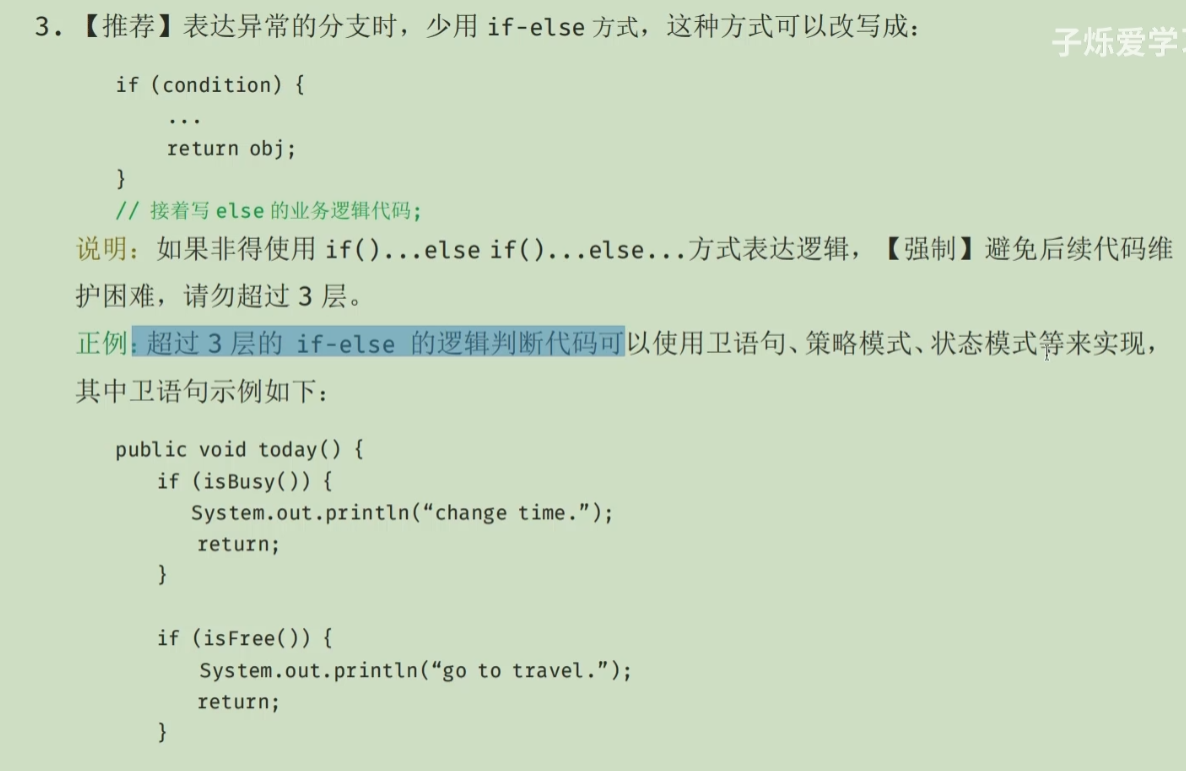 3. 【推荐】表达异常的分支时，少用 if-else 方式，这种方式可以改写成：
子烁爱学
if (condition) {
...
return obj;
}
// 接着写 else 的业务逻辑代码;
说明：如果非得使用 if()...else if()...else...方式表达逻辑，【强制】避免后续代码维
护困难，请勿超过 3 层。
正例：超过 3 层的 if-else 的逻辑判断代码可以使用卫语句、策略模式、状态模式等来实现，
其中卫语句示例如下：
public void today() {
if (isBusy()) {
System.out.println(“change time.”);
return;
}
if (isFree()) {
System.out.println(“go to travel.”);
return;
}